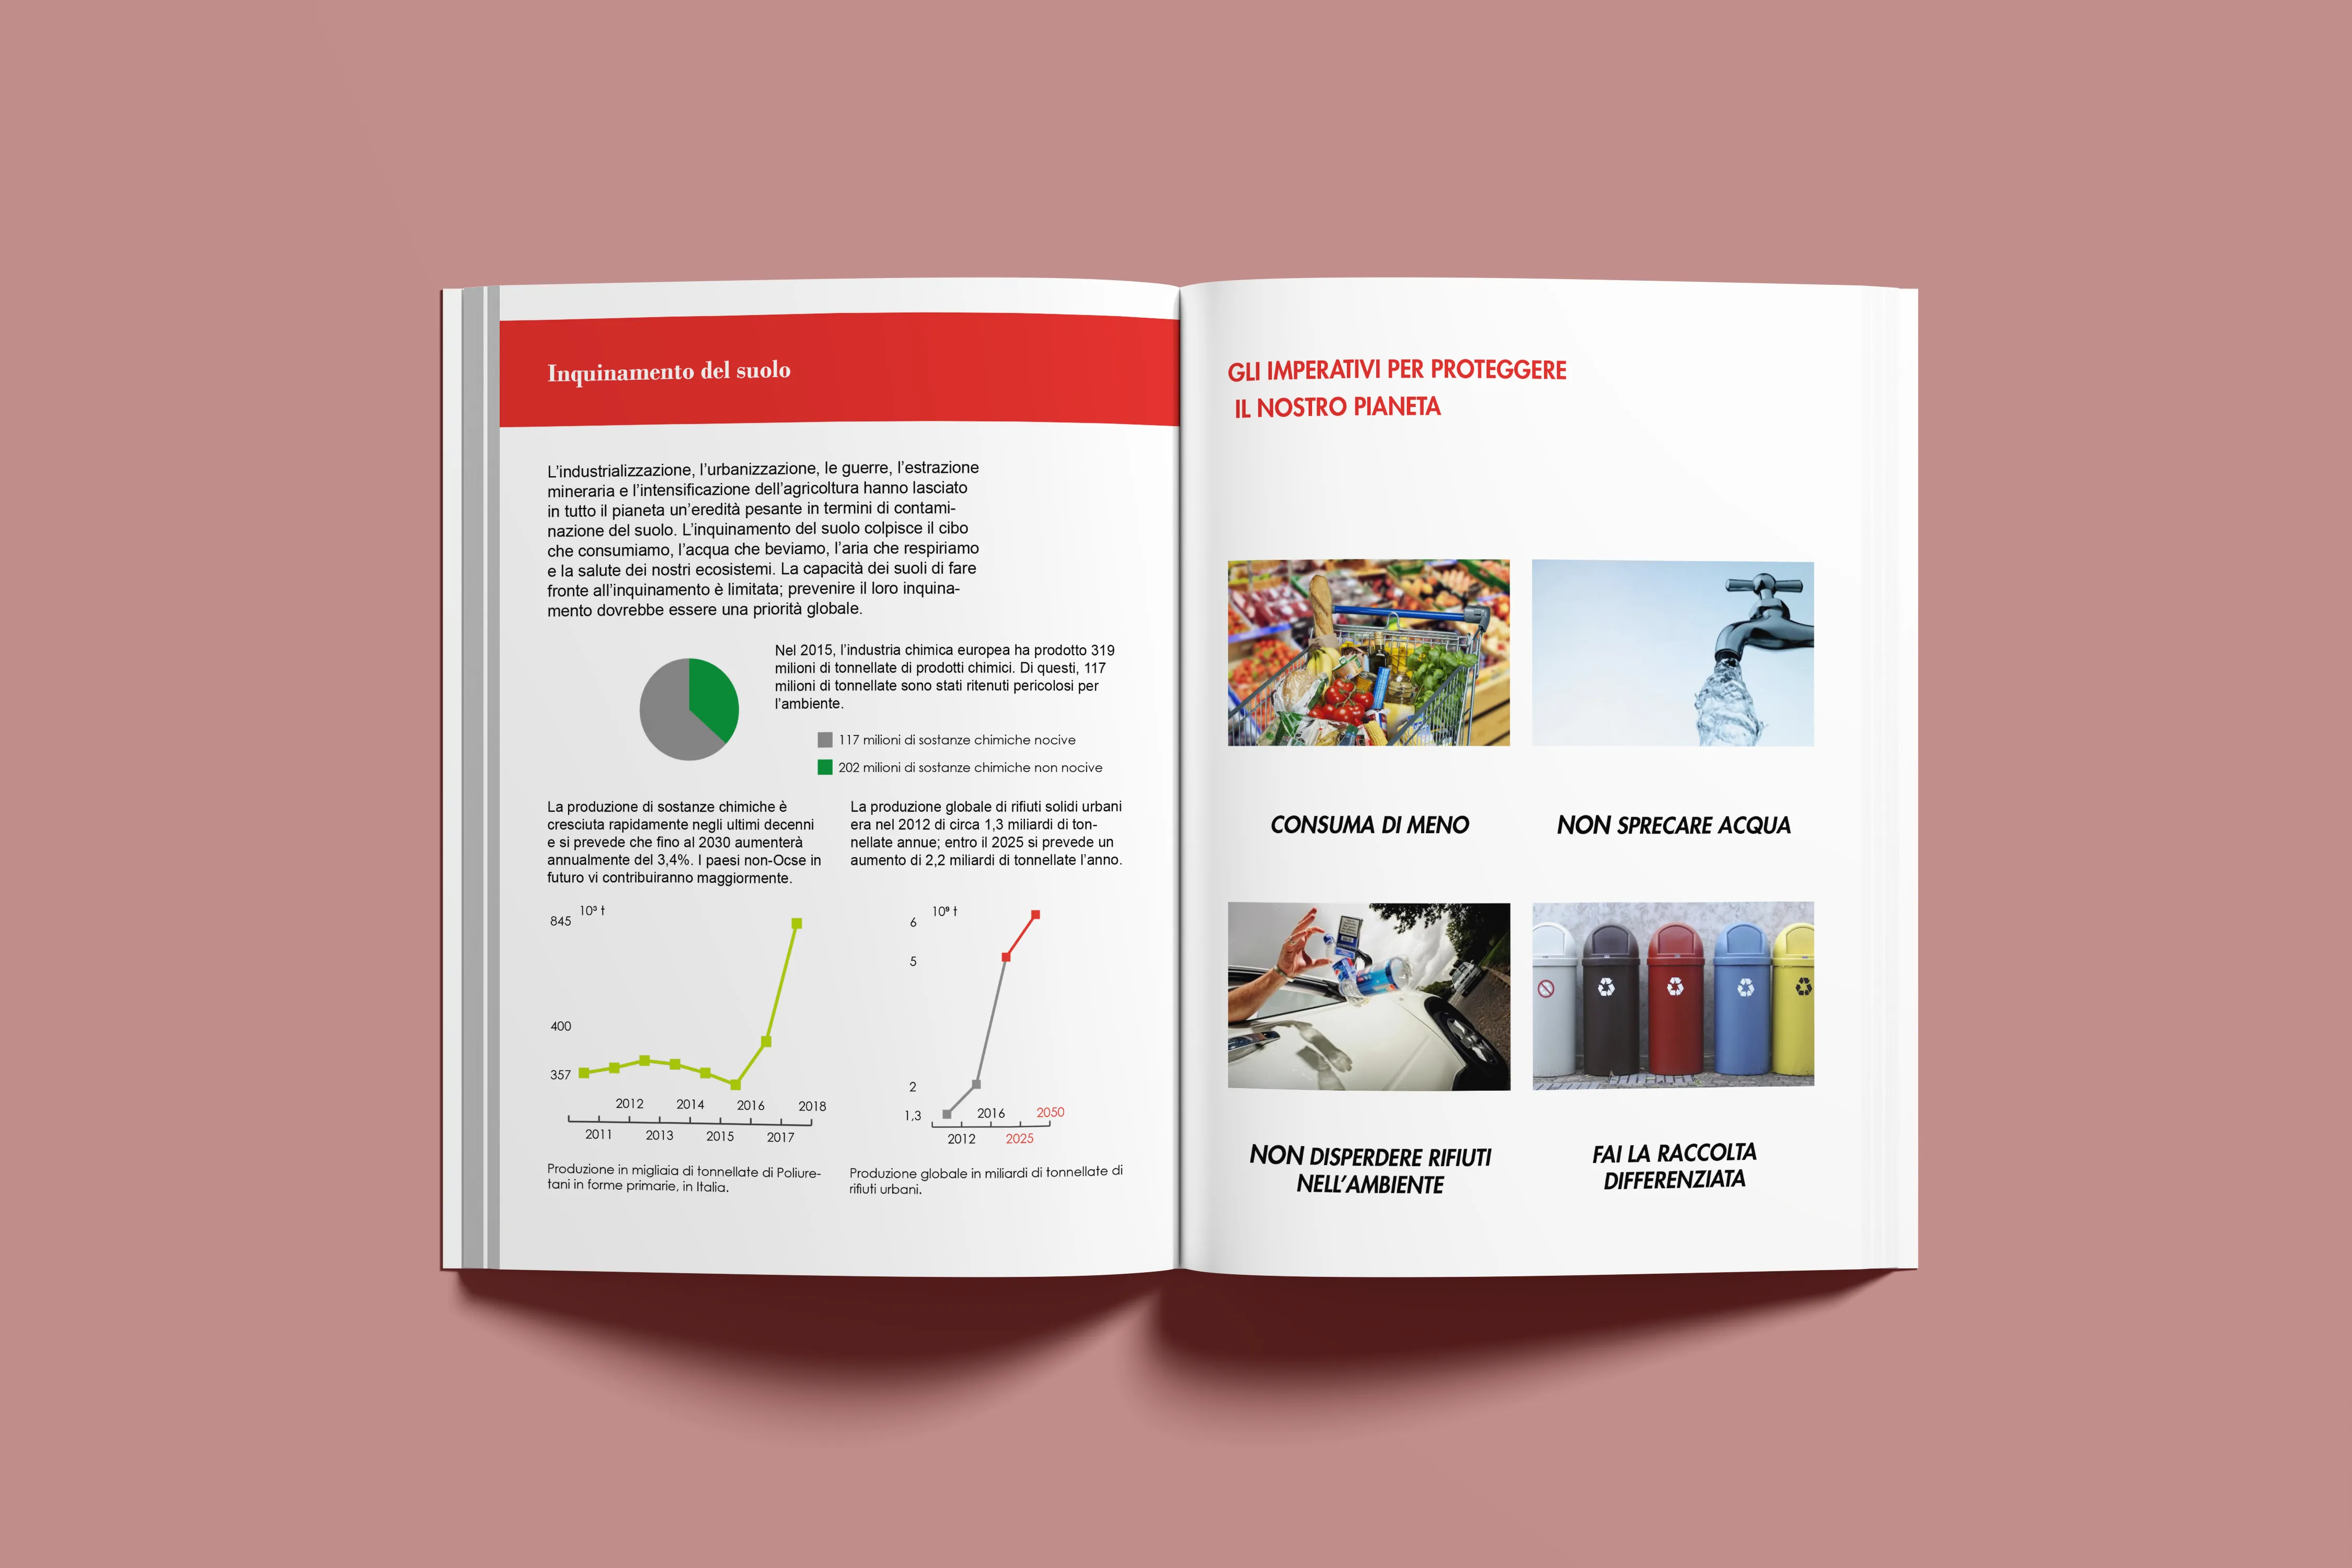 Inquinamento del suolo
L'industrializzazione, l'urbanizzazione, le guerre, l'estrazione
mineraria e l'intensificazione dell'agricoltura hanno lasciato
in tutto il pianeta un'eredità pesante in termini di contami-
nazione del suolo. L'inquinamento del suolo colpisce il cibo
che consumiamo, l'acqua che beviamo, l'aria che respiriamo
e la salute dei nostri ecosistemi. La capacità dei suoli di fare
fronte all'inquinamento è limitata; prevenire il loro inquina-
mento dovrebbe essere una priorità globale.
Nel 2015, l'industria chimica europea ha prodotto 319
milioni di tonnellate di prodotti chimici. Di questi, 117
milioni di tonnellate sono stati ritenuti pericolosi per
l'ambiente.
117 milioni di sostanze chimiche nocive
202 milioni di sostanze chimiche non nocive
La produzione di sostanze chimiche è
cresciuta rapidamente negli ultimi decenni
e si prevede che fino al 2030 aumenterà
annualmente del 3,4%. I paesi non-Ocse in
futuro vi contribuiranno maggiormente.
10³ t
845
400
357
2012 2014 2016 2018
2011 2013 2015 2017
Produzione in migliaia di tonnellate di Poliure-
tani in forme primarie, in Italia.
La produzione globale di rifiuti solidi urbani
era nel 2012 di circa 1,3 miliardi di ton-
nellate annue; entro il 2025 si prevede un
aumento di 2,2 miliardi di tonnellate l'anno.
10⁹ t
6
5
2
1,3
2016 2050
2012 2025
Produzione globale in miliardi di tonnellate di
rifiuti urbani.
GLI IMPERATIVI PER PROTEGGERE
IL NOSTRO PIANETA
CONSUMA DI MENO
NON SPRECARE ACQUA
NON DISPERDERE RIFIUTI
NELL'AMBIENTE
FAI LA RACCOLTA
DIFFERENZIATA